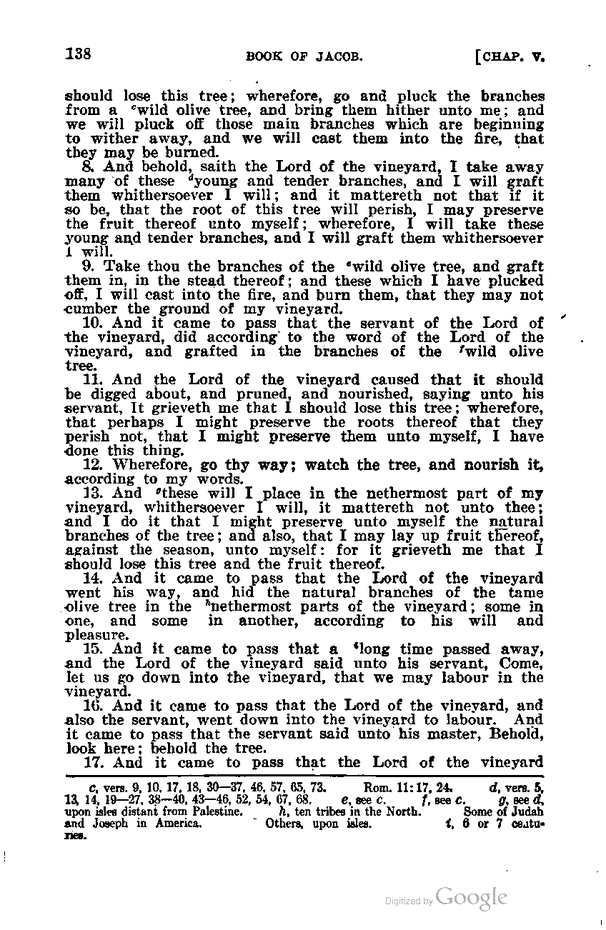 138 BOOK OF JACOB. [CHAP. V.
should lose this tree; wherefore, go and pluck the branches
from a cwild olive tree, and bring them hither unto me; and
we will pluck off those main branches which are beginning
to wither away, and we will cast them into the fire, that
they may be burned.
8. And behold, saith the Lord of the vineyard, I take away
many of these dyoung and tender branches, and I will graft
them whithersoever I will; and it mattereth not that if it
so be, that the root of this tree will perish, I may preserve
the fruit thereof unto myself; wherefore, I will take these
young and tender branches, and I will graft them whithersoever
I will.
9. Take thou the branches of the ewild olive tree, and graft
them in, in the stead thereof; and these which I have plucked
off, I will cast into the fire, and burn them, that they may not
cumber the ground of my vineyard.
10. And it came to pass that the servant of the Lord of
the vineyard, did according to the word of the Lord of the
vineyard, and grafted in the branches of the fwild olive
tree.
11. And the Lord of the vineyard caused that it should
be digged about, and pruned, and nourished, saying unto his
servant, It grieveth me that I should lose this tree; wherefore,
that perhaps I might preserve the roots thereof that they
perish not, that I might preserve them unto myself, I have
done this thing.
12. Wherefore, go thy way; watch the tree, and nourish it,
according to my words.
13. And gthese will I place in the nethermost part of my
vineyard, whithersoever I will, it mattereth not unto thee;
and I do it that I might preserve unto myself the natural
branches of the tree; and also, that I may lay up fruit thereof,
against the season, unto myself: for it grieveth me that I
should lose this tree and the fruit thereof.
14. And it came to pass that the Lord of the vineyard
went his way, and hid the natural branches of the tame
olive tree in the hnethermost parts of the vineyard; some in
one, and some in another, according to his will and
pleasure.
15. And it came to pass that a ilong time passed away,
and the Lord of the vineyard said unto his servant, Come,
let us go down into the vineyard, that we may labour in the
vineyard.
16. And it came to pass that the Lord of the vineyard, and
also the servant, went down into the vineyard to labour. And
it came to pass that the servant said unto his master, Behold,
look here; behold the tree.
17. And it came to pass that the Lord of the vineyard
c, vers. 9, 10, 17, 18, 30—37, 46, 57, 65, 73. Rom. 11:17, 24. d, vers. 5,
13, 14, 19—27, 38—40, 43—46, 52, 54, 67, 68. e, see c. f, see c. g, see d,
upon isles distant from Palestine. h, ten tribes in the North. Some of Judah
and Joseph in America. Others, upon isles. i, 6 or 7 centu-
ries.
Digitized by Google